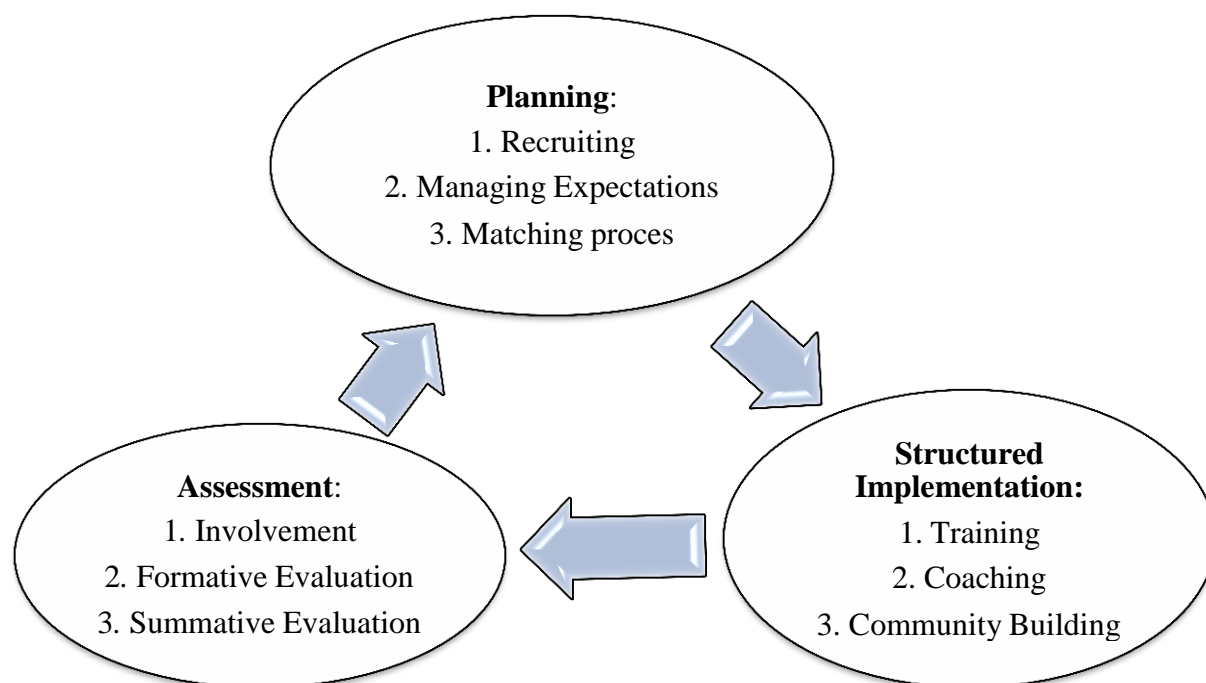 Planning:
1. Recruiting
2. Managing Expectations
3. Matching proces
Structured
Implementation:
1. Training
2. Coaching
3. Community Building
Assessment:
1. Involvement
2. Formative Evaluation
3. Summative Evaluation